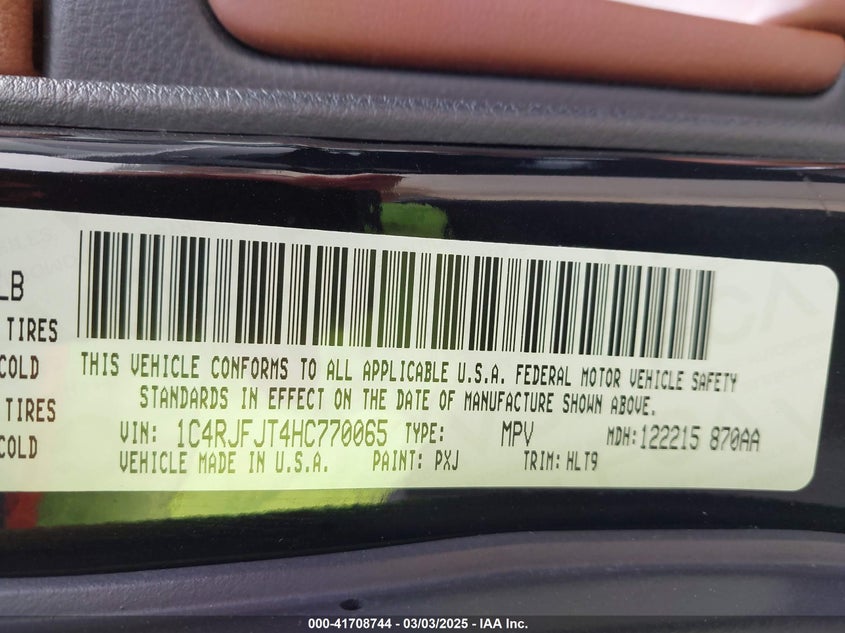 LB
TIRES
COLD
TIRES
COLD
THIS VEHICLE CONFORMS TO ALL APPLICABLE U.S.A. FEDERAL MOTOR VEHICLE SAFETY
STANDARDS IN EFFECT ON THE DATE OF MANUFACTURE SHOWN ABOVE.
VIN: 1C4RJFJT4HC770065 TYPE: MPV MDH:122215 870AA
VEHICLE MADE IN U.S.A. PAINT: PXJ TRIM:HLT9
000-41708744 / 03/03/2025 - IAA Inc.